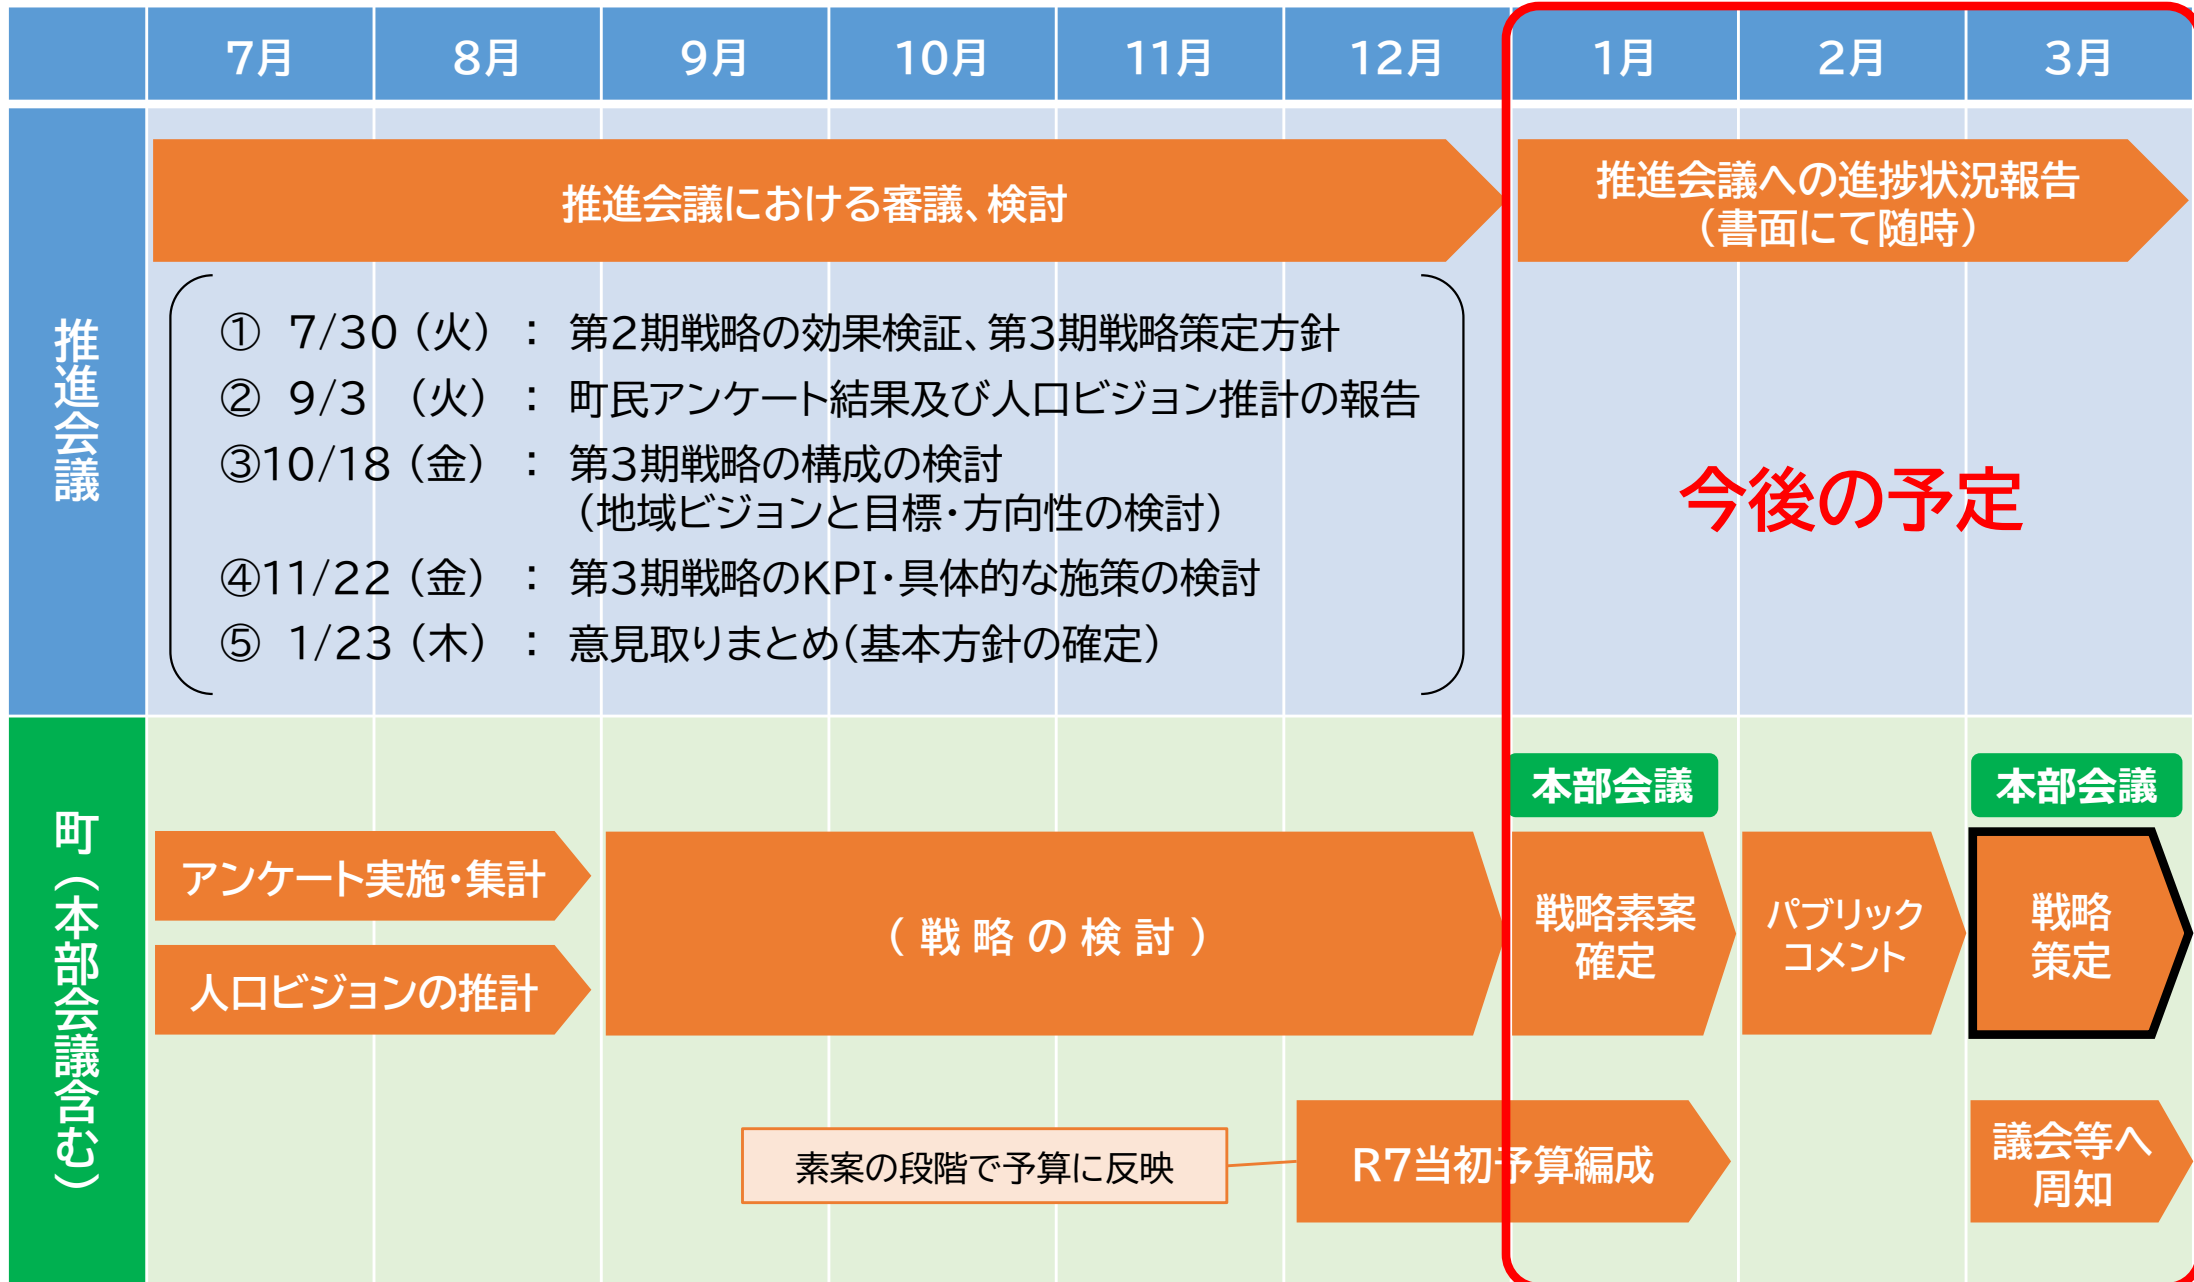 7月 8月 9月 10月 11月 12月 1月 2月 3月
推進会議
推進会議における審議、検討
推進会議への進捗状況報告
（書面にて随時）
① 7/30（火） ： 第2期戦略の効果検証、第3期戦略策定方針
② 9/3 （火） ： 町民アンケート結果及び人口ビジョン推計の報告
③10/18（金） ： 第3期戦略の構成の検討
（地域ビジョンと目標・方向性の検討）
④11/22（金） ： 第3期戦略のKPI・具体的な施策の検討
⑤ 1/23（木） ： 意見取りまとめ（基本方針の確定）
今後の予定
町（本部会議含む）
本部会議
本部会議
アンケート実施・集計
人口ビジョンの推計
（戦略の検討）
戦略素案
確定
パブリック
コメント
戦略
策定
素案の段階で予算に反映
R7当初予算編成
議会等へ
周知